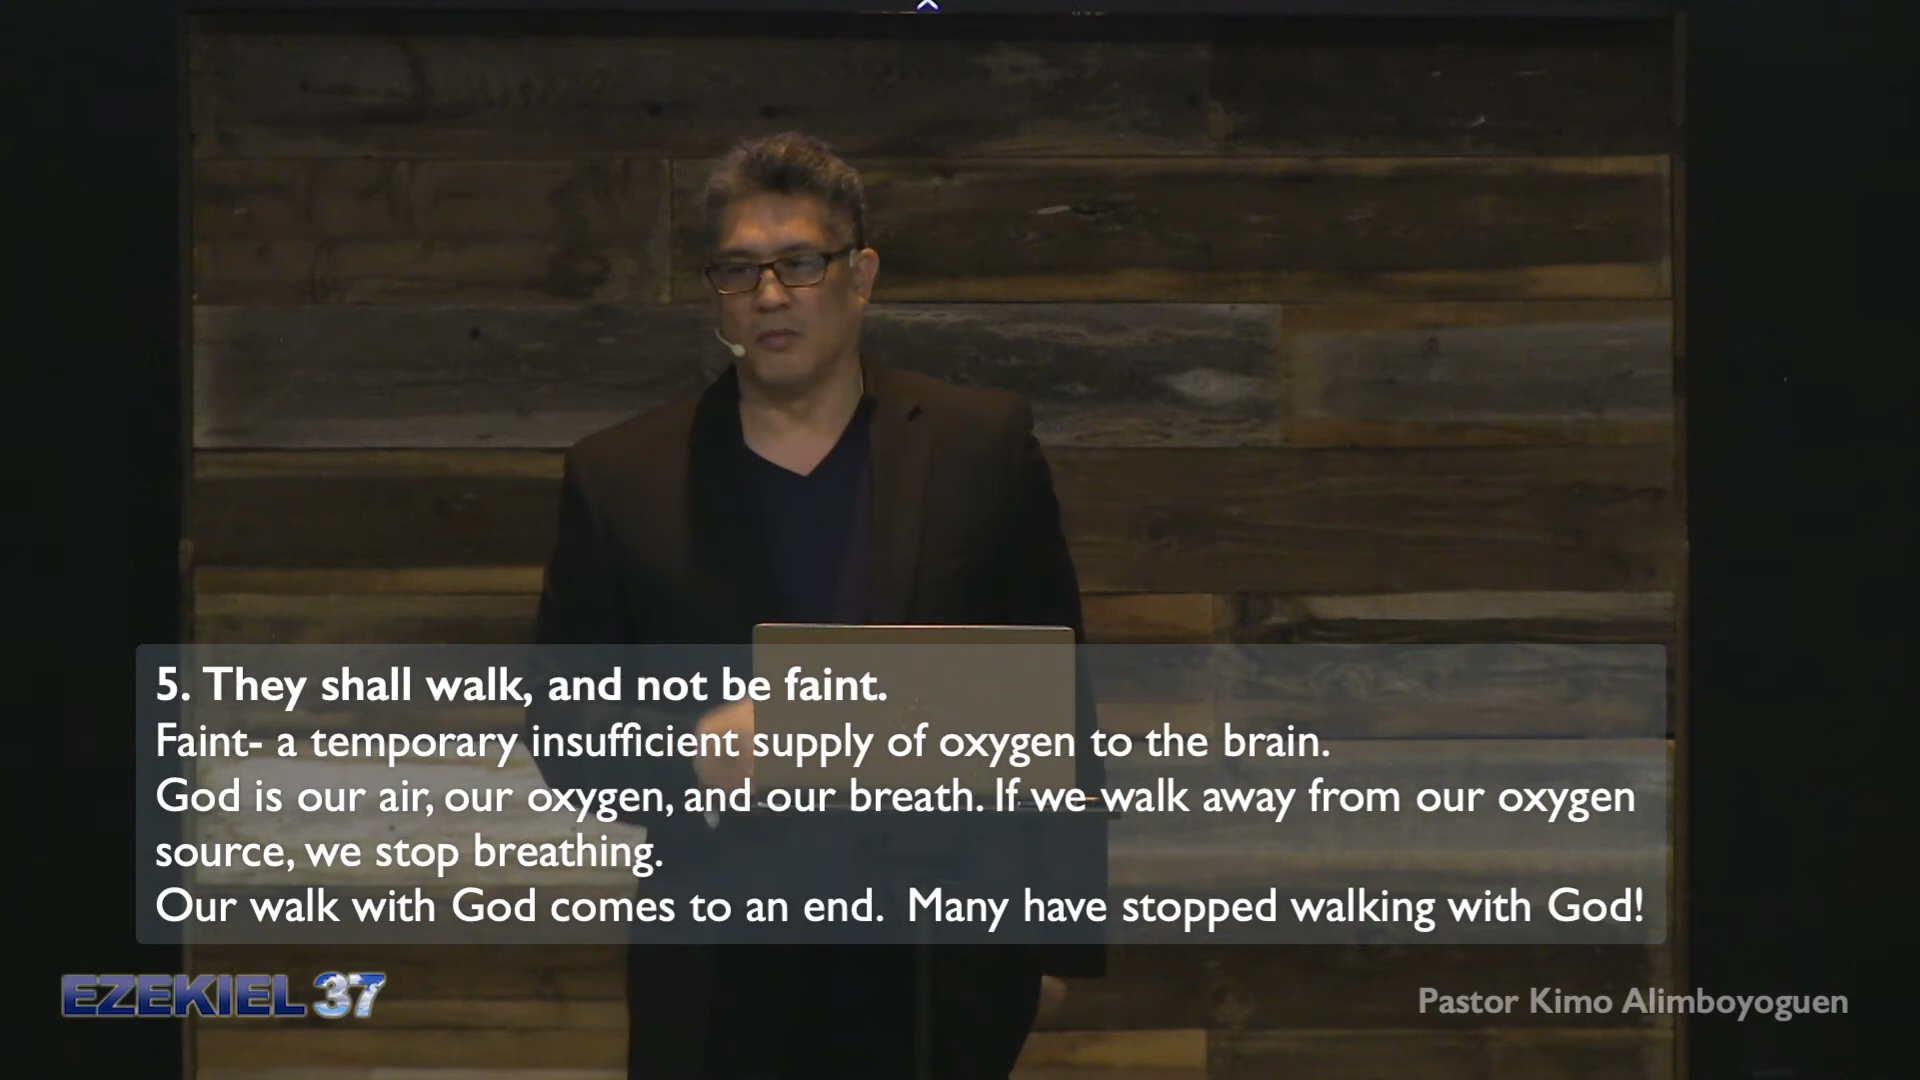 5. They shall walk, and not be faint.
Faint- a temporary insufficient supply of oxygen to the brain.
God is our air, our oxygen, and our breath. If we walk away from our oxygen
source, we stop breathing.
Our walk with God comes to an end.  Many have stopped walking with God!
EZEKIEL 37
Pastor Kimo Alimboyoguen